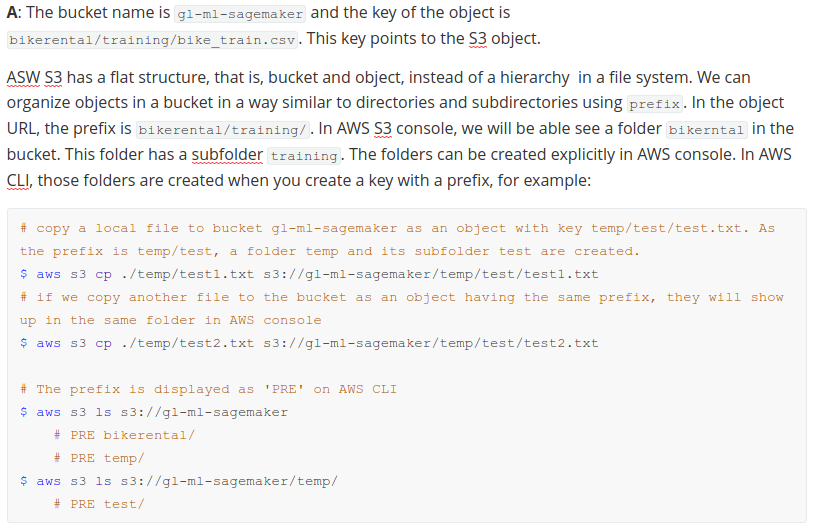 A: The bucket name is gl-ml-sagemaker and the key of the object is
bikerental/training/bike_train.csv. This key points to the S3 object.
ASW S3 has a flat structure, that is, bucket and object, instead of a hierarchy in a file system. We can
organize objects in a bucket in a way similar to directories and subdirectories using prefix. In the object
URL, the prefix is bikerental/training/. In AWS S3 console, we will be able see a folder bikerntal in the
bucket. This folder has a subfolder training. The folders can be created explicitly in AWS console. In AWS
CLI, those folders are created when you create a key with a prefix, for example:
# copy a local file to bucket gl-ml-sagemaker as an object with key temp/test/test.txt. As
the prefix is temp/test, a folder temp and its subfolder test are created.
$ aws s3 cp ./temp/test1.txt s3://gl-ml-sagemaker/temp/test/test1.txt
# if we copy another file to the bucket as an object having the same prefix, they will show
up in the same folder in AWS console
$ aws s3 cp ./temp/test2.txt s3://gl-ml-sagemaker/temp/test/test2.txt
# The prefix is displayed as 'PRE' on AWS CLI
$ aws s3 ls s3://gl-ml-sagemaker
# PRE bikerental/
# PRE temp/
$ aws s3 ls s3://gl-ml-sagemaker/temp/
# PRE test/